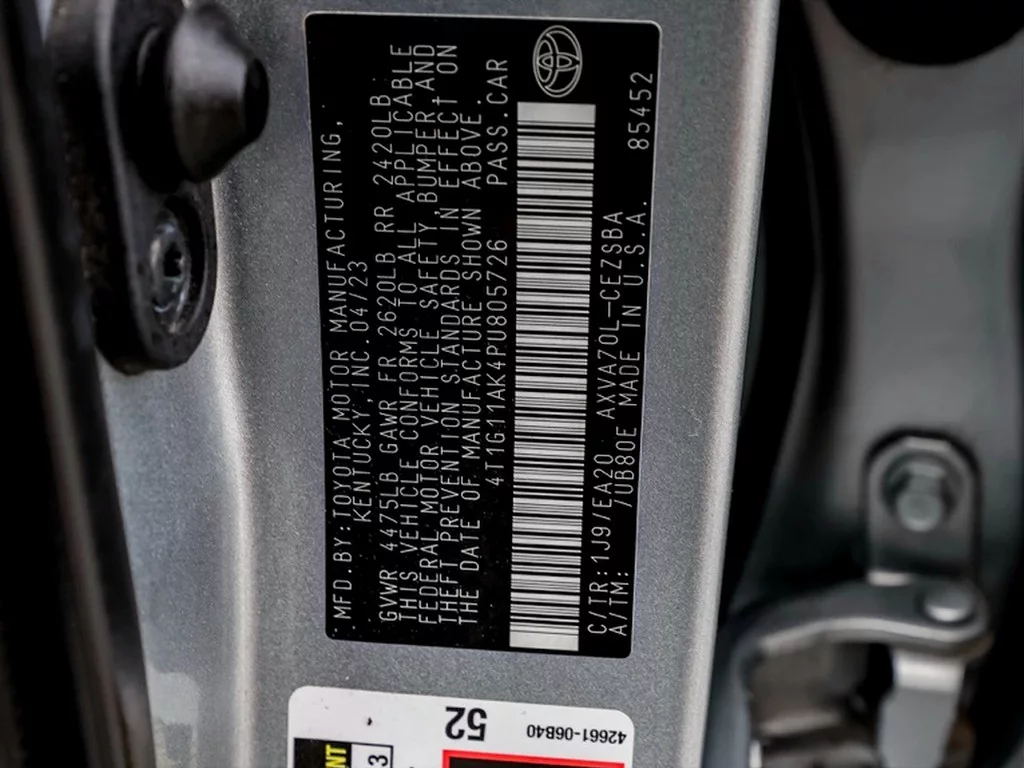 MFD.BY:TOYOTA MOTOR MANUFACTURING,
KENTUCKY,INC.04/23
GVWR 4475LB GAWR FR 2620LB RR 2420LB
THIS VEHICLE CONFORMS TO ALL APPLICABLE
FEDERAL MOTOR VEHICLE SAFETY,BUMPER,AND
THEFT PREVENTION STANDARDS IN EFFECT ON
THE DATE OF MANUFACTURE SHOWN ABOVE.
4T1G11AK4PU805726 PASS.CAR
C/TR:1J9/EA20 AXVA70L-CEZSBA
A/TM: /UB80E MADE IN U.S.A. 85452
52
42661-06B40
3